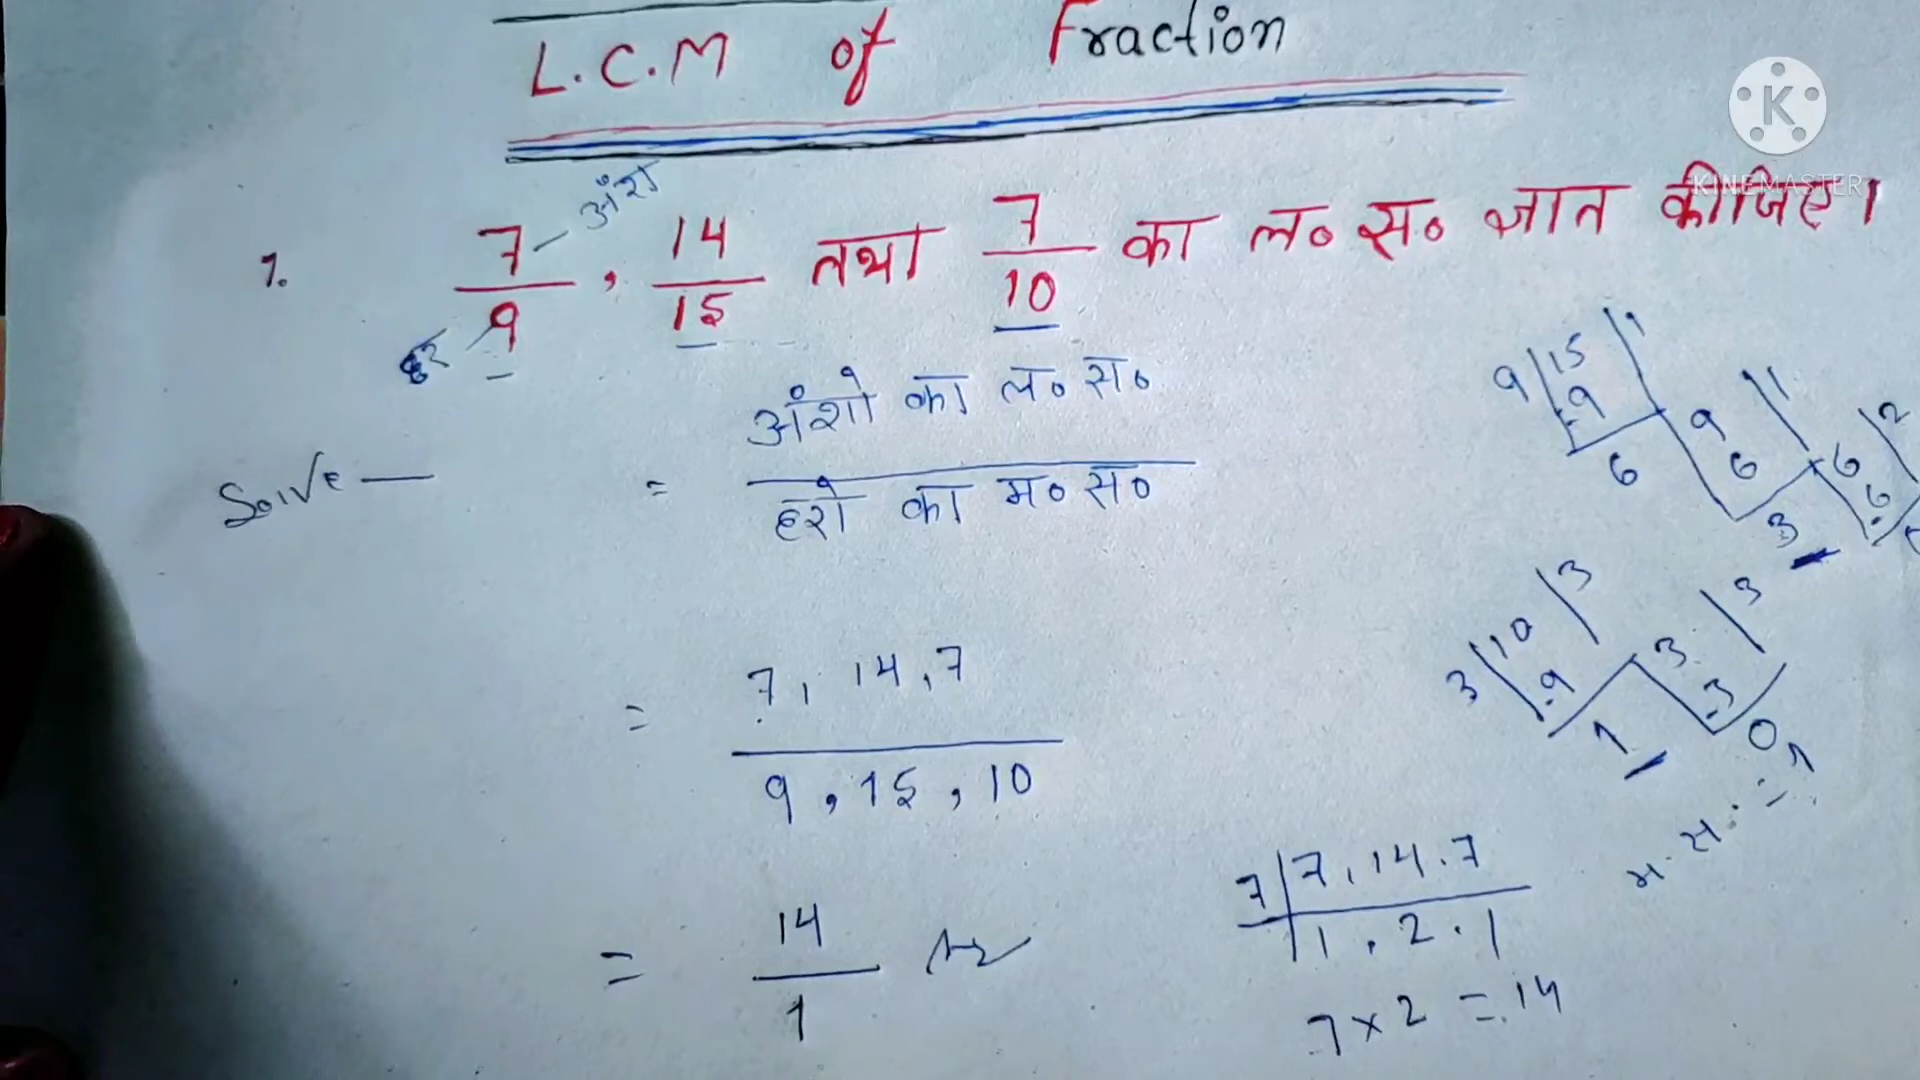 L.C.M of Fraction
K
KINEMASTER
1. 7/9 , 14/15 तथा 7/10 का ल० स० ज्ञात कीजिए।
अंश
हर
Solve — = अंशो का ल० स० / हरो का म० स०
= 7, 14, 7 / 9, 15, 10
= 14 / 1
9 15 1
9
6 9 1
6
3 6 2
6
3 10 3
9
1 3 3
3
0
म. स. = 1
7 7, 14, 7
1, 2, 1
7 x 2 = 14